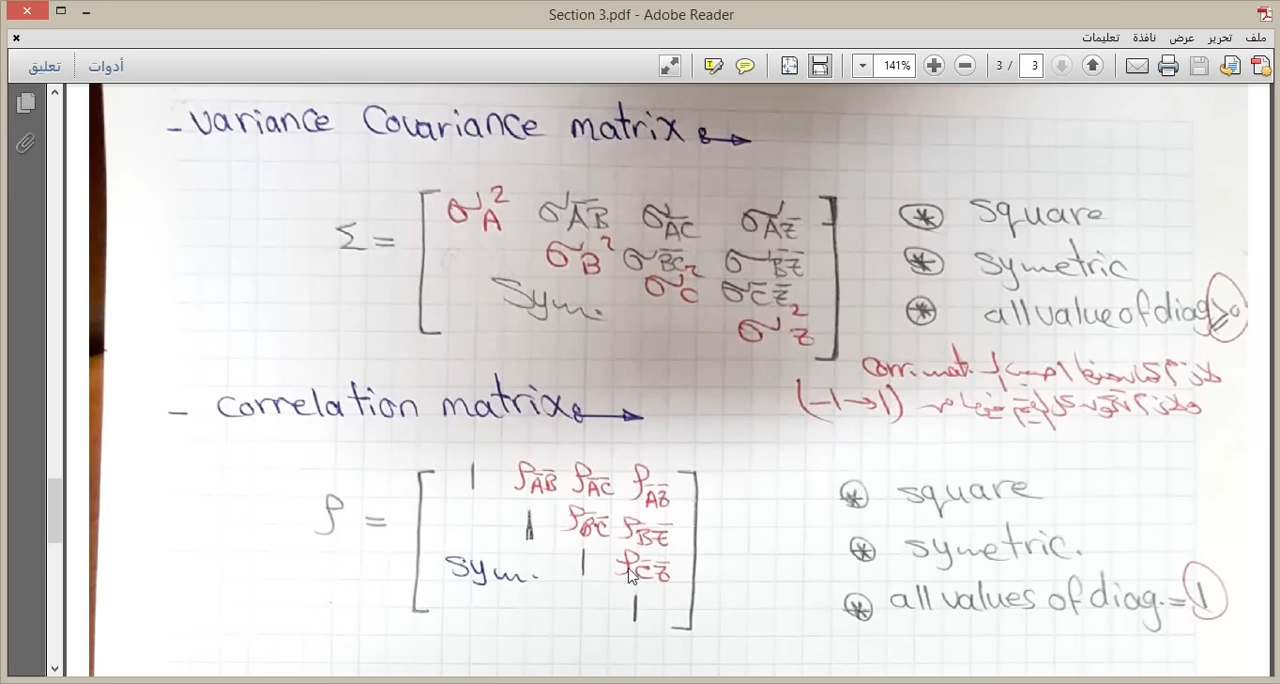 Section 3.pdf - Adobe Reader
ملف تحرير عرض نافذة تعليمات
تعليق أدوات 141% 3 / 3
- Variance Covariance matrix
Σ = σA² σAB σAC σAZ
σB² σBC σBZ
Sym. σC² σCZ
σZ²
* square
* symetric
* all value of diag ≥ 0
corr. mat.
(-1→1)
- correlation matrix
ρ = 1 ρAB ρAC ρAZ
1 ρBC ρBZ
sym. 1 ρCZ
1
* square
* symetric.
* all values of diag. = 1